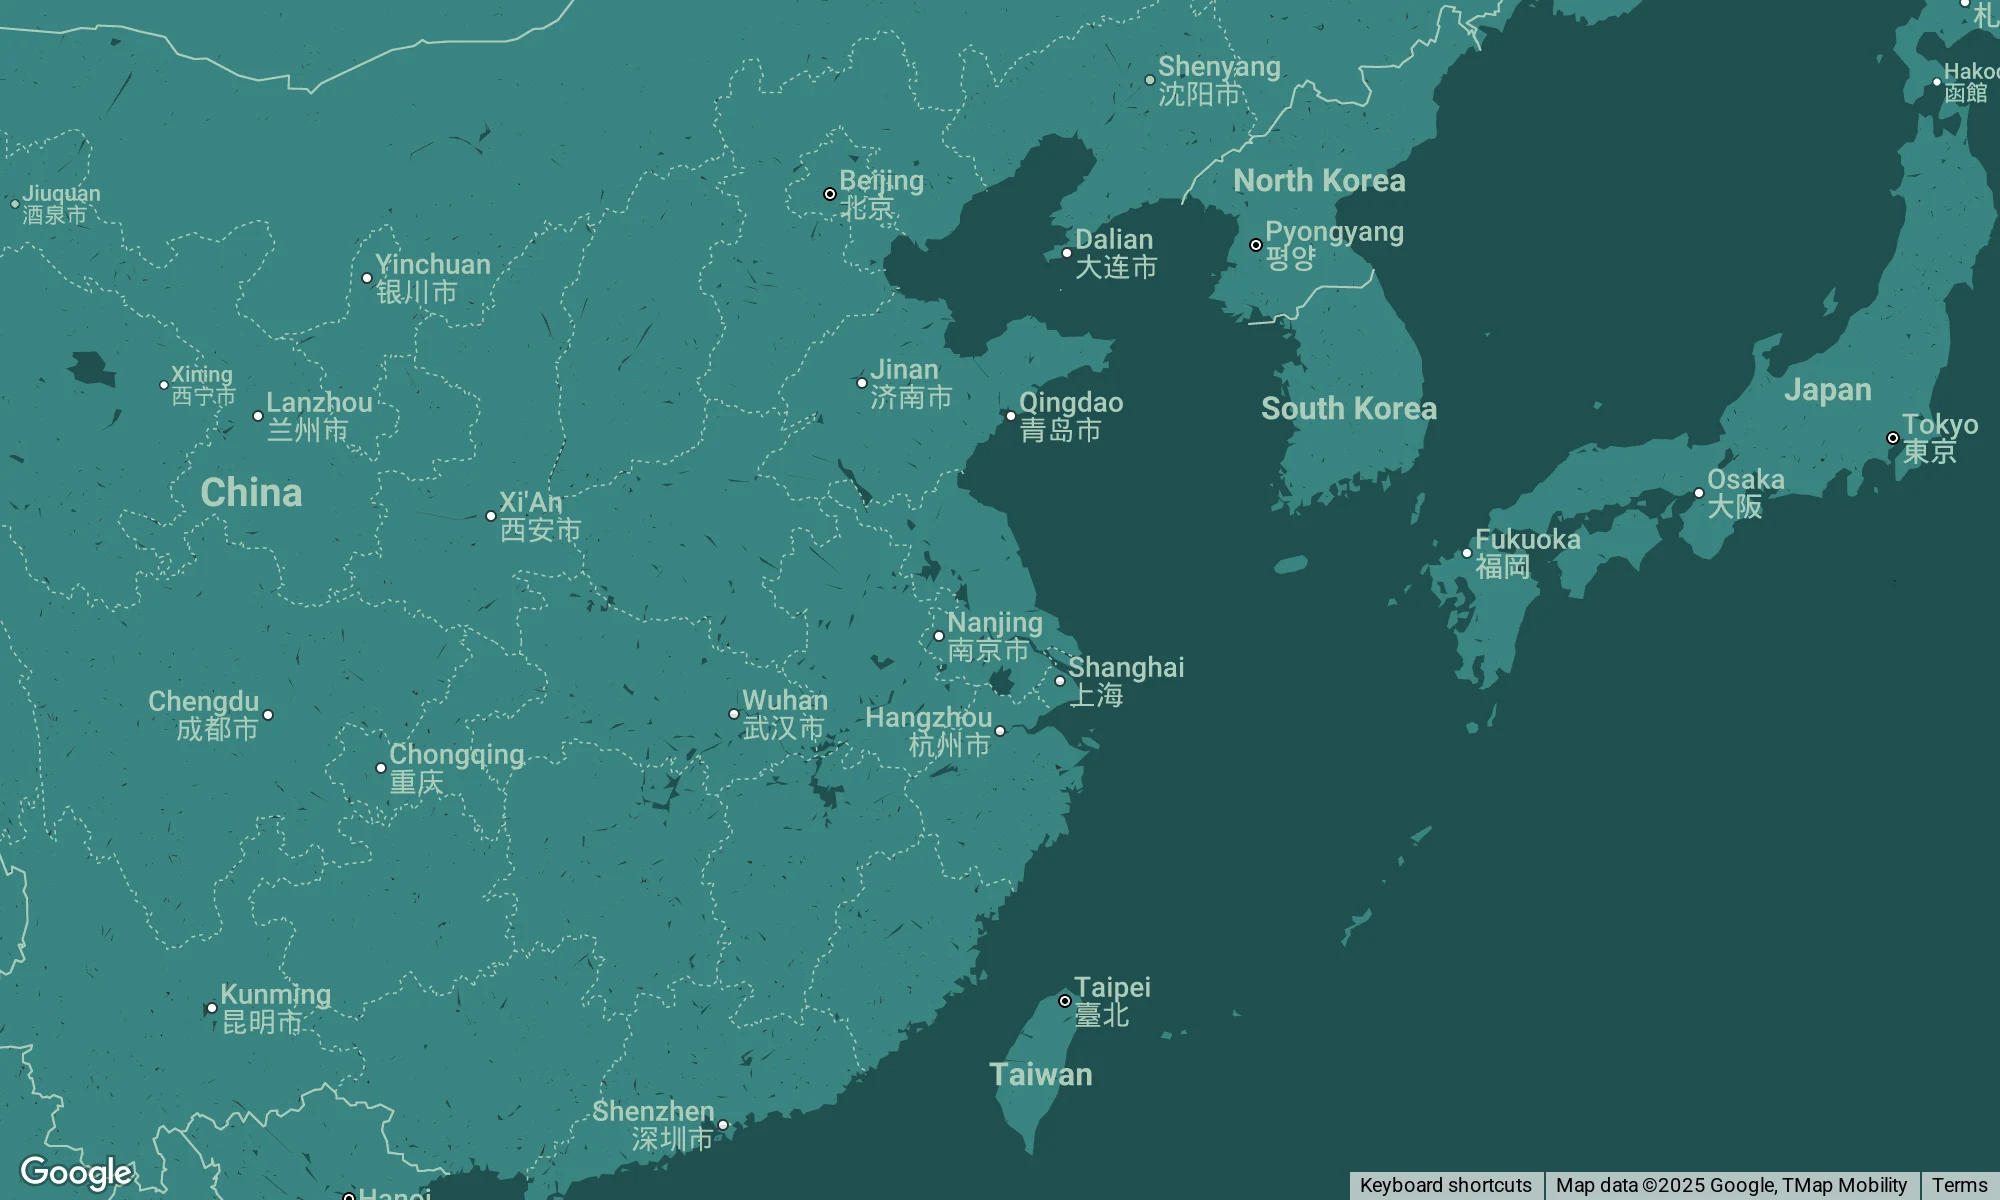 札
Hakod
函館
Shenyang
沈阳市
Beijing
北京
North Korea
Jiuquan
酒泉市
Pyongyang
평양
Dalian
大连市
Yinchuan
银川市
Jinan
济南市
Xining
西宁市
Lanzhou
兰州市
Qingdao
青岛市
South Korea
Japan
Tokyo
東京
China
Xi'An
西安市
Osaka
大阪
Fukuoka
福岡
Nanjing
南京市
Shanghai
上海
Chengdu
成都市
Wuhan
武汉市
Hangzhou
杭州市
Chongqing
重庆
Kunming
昆明市
Taipei
臺北
Taiwan
Shenzhen
深圳市
Hanoi
Google
Keyboard shortcuts
Map data ©2025 Google, TMap Mobility
Terms